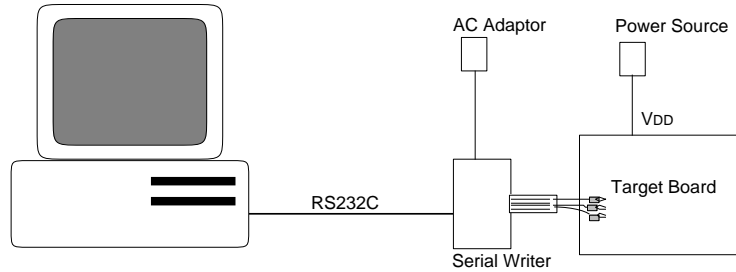 AC Adaptor
Power Source
VDD
RS232C
Target Board
Serial Writer